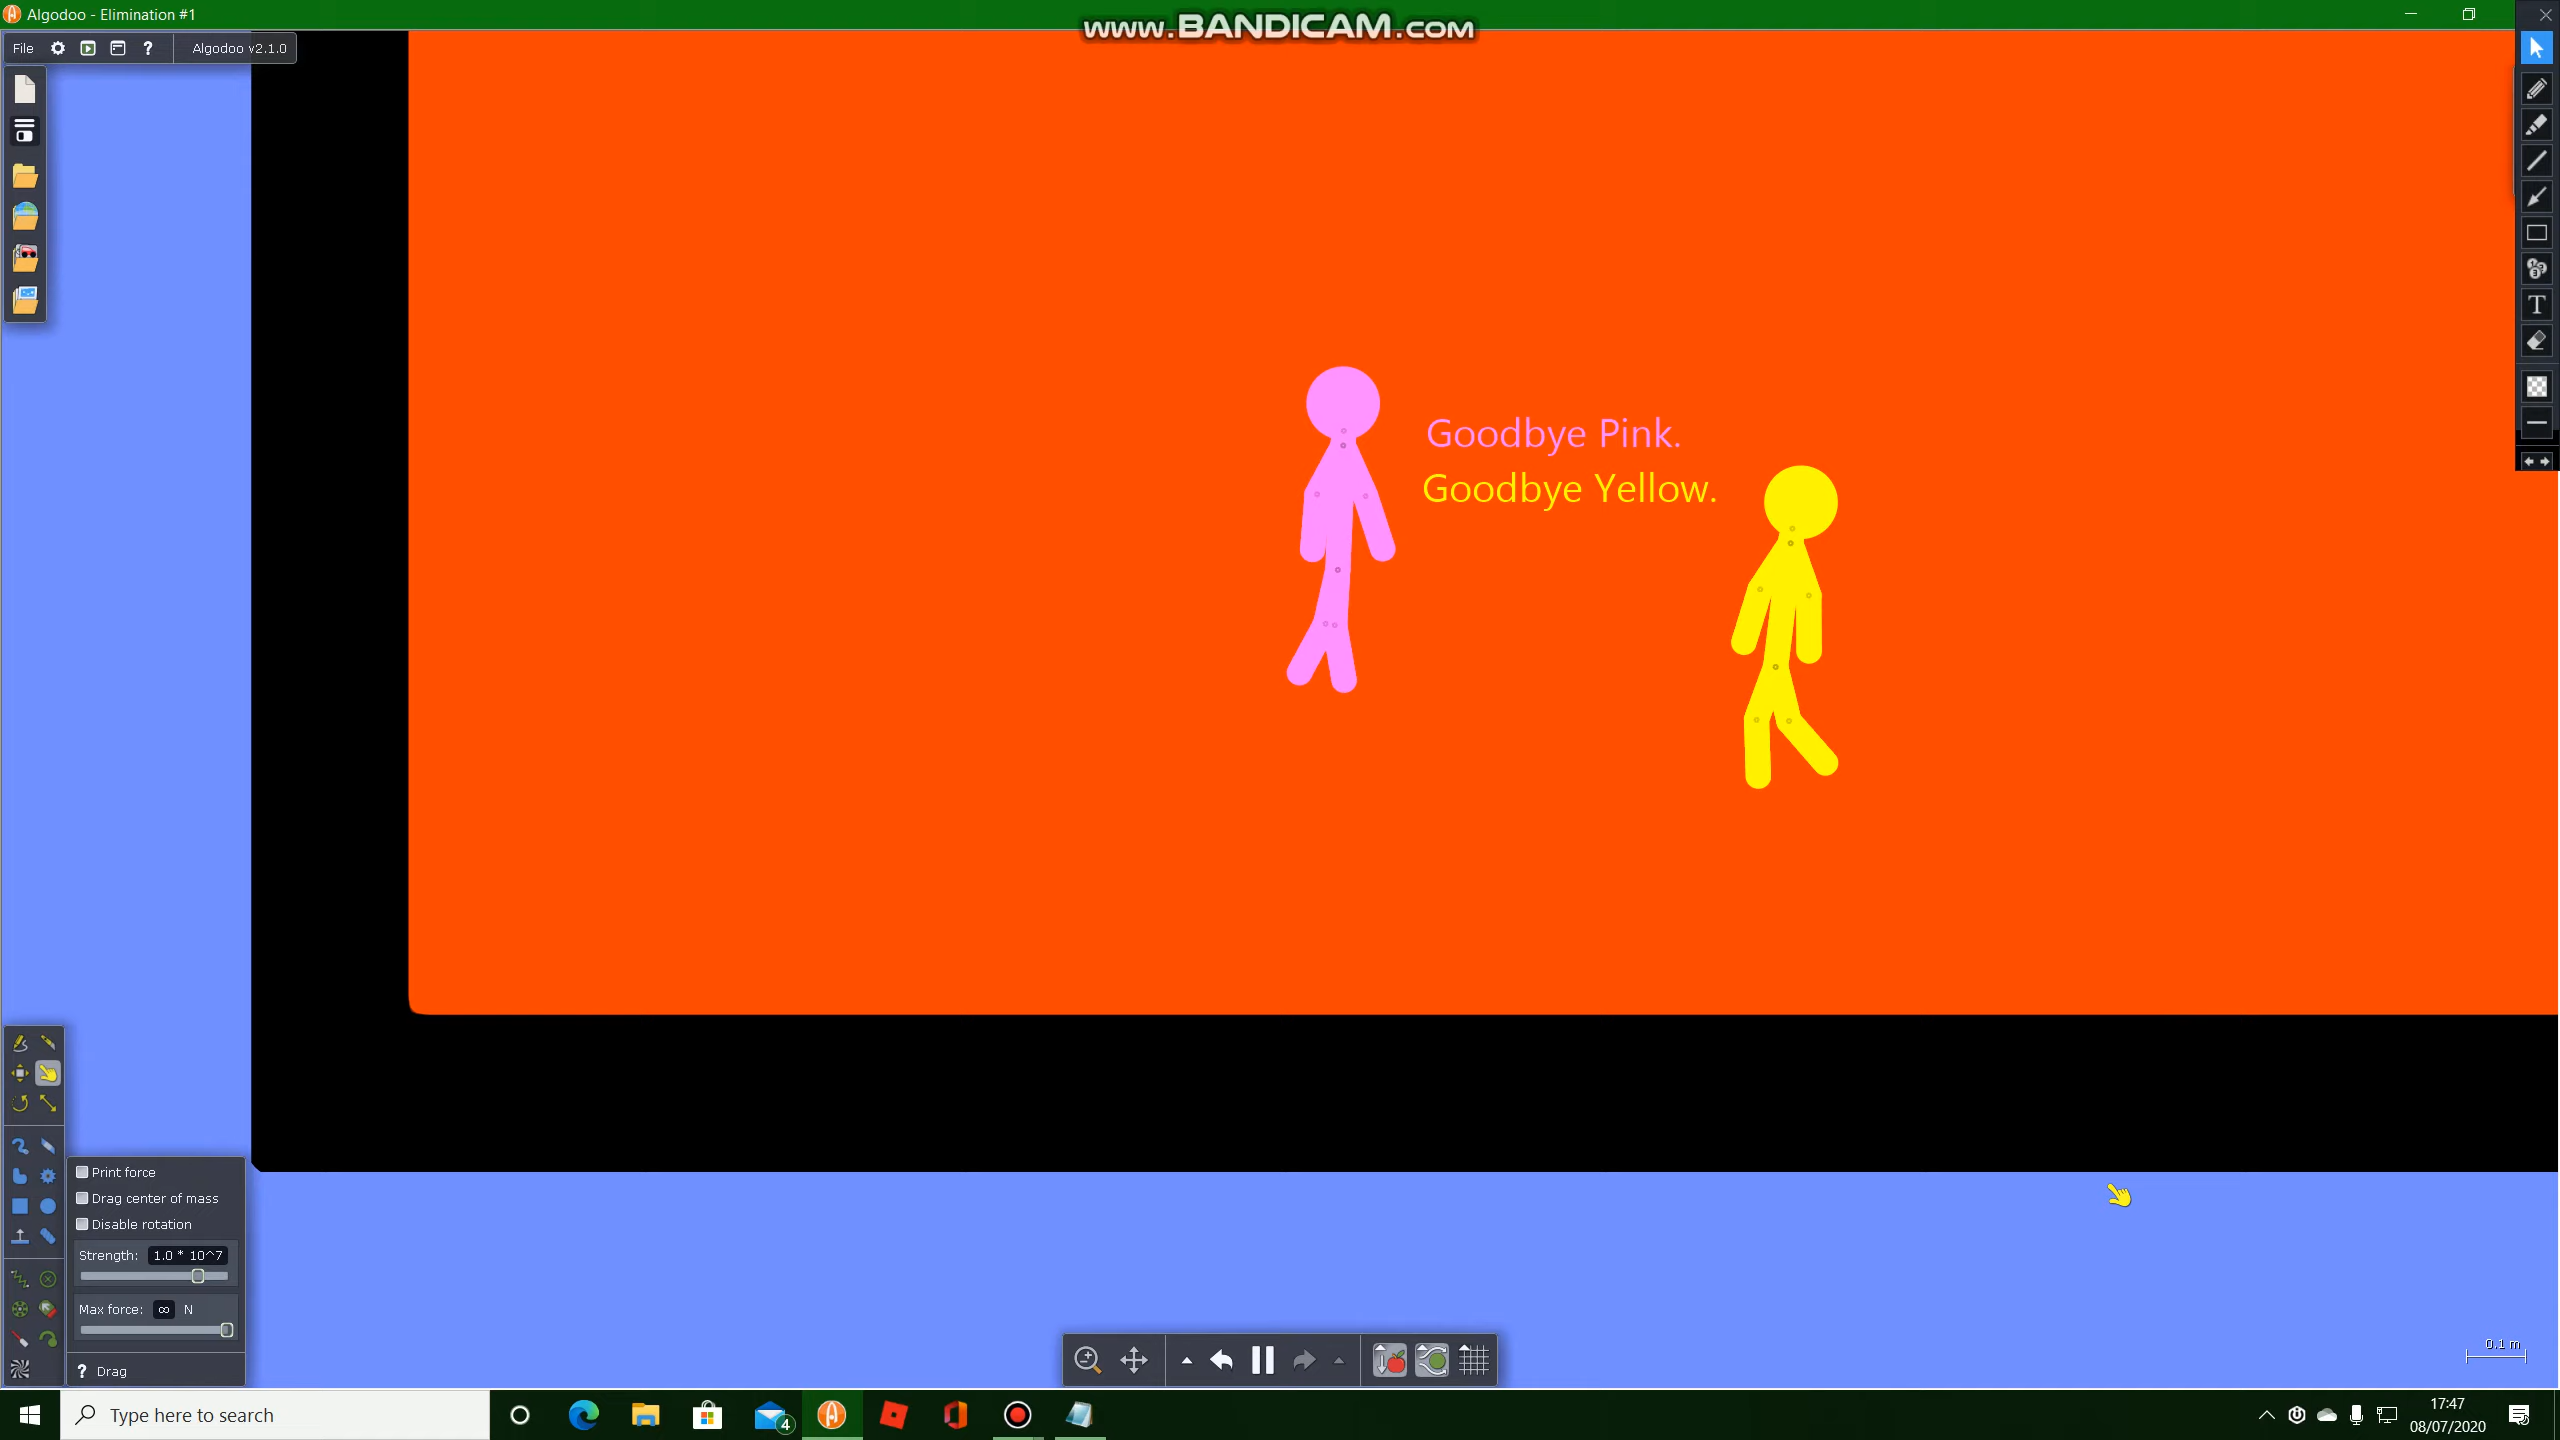 Algodoo - Elimination #1
www.BANDICAM.com
File
?
Algodoo v2.1.0
T
Goodbye Pink.
Goodbye Yellow.
Print force
Drag center of mass
Disable rotation
Strength: 1.0 * 10^7
Max force: ∞ N
? Drag
0.1 m
Type here to search
4
17:47
08/07/2020